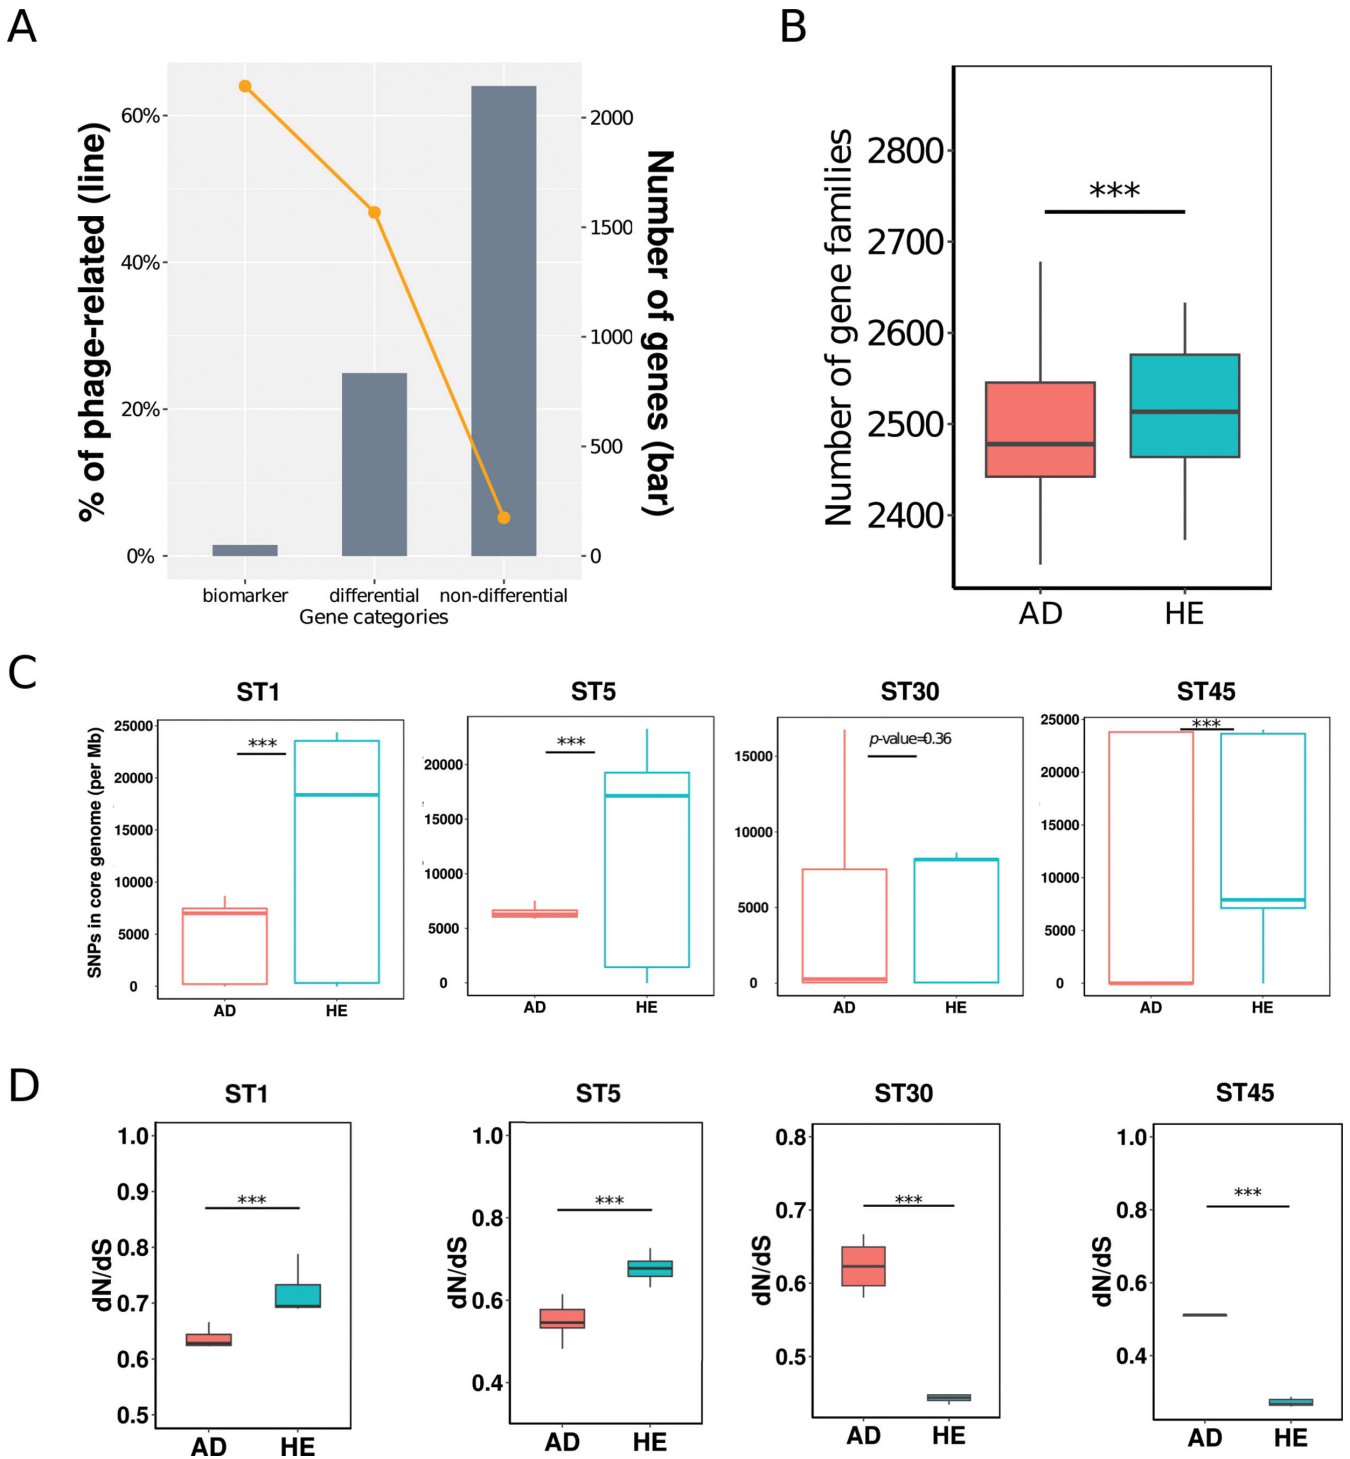 A
% of phage-related (line)
60%
40%
20%
0%
2000
1500
1000
500
0
Number of genes (bar)
biomarker differential non-differential
Gene categories
B
Number of gene families
2800
2700
2600
2500
2400
***
AD HE
C
ST1 ST5 ST30 ST45
SNPs in core genome (per Mb)
25000
20000
15000
10000
5000
0
***
AD HE
20000
15000
10000
5000
0
***
AD HE
15000
10000
5000
0
p-value=0.36
AD HE
25000
20000
15000
10000
5000
0
***
AD HE
D
ST1 ST5 ST30 ST45
dN/dS
1.0
0.9
0.8
0.7
0.6
0.5
***
AD HE
dN/dS
1.0
0.8
0.6
0.4
***
AD HE
dN/dS
0.8
0.7
0.6
0.5
***
AD HE
dN/dS
1.0
0.8
0.6
0.4
***
AD HE